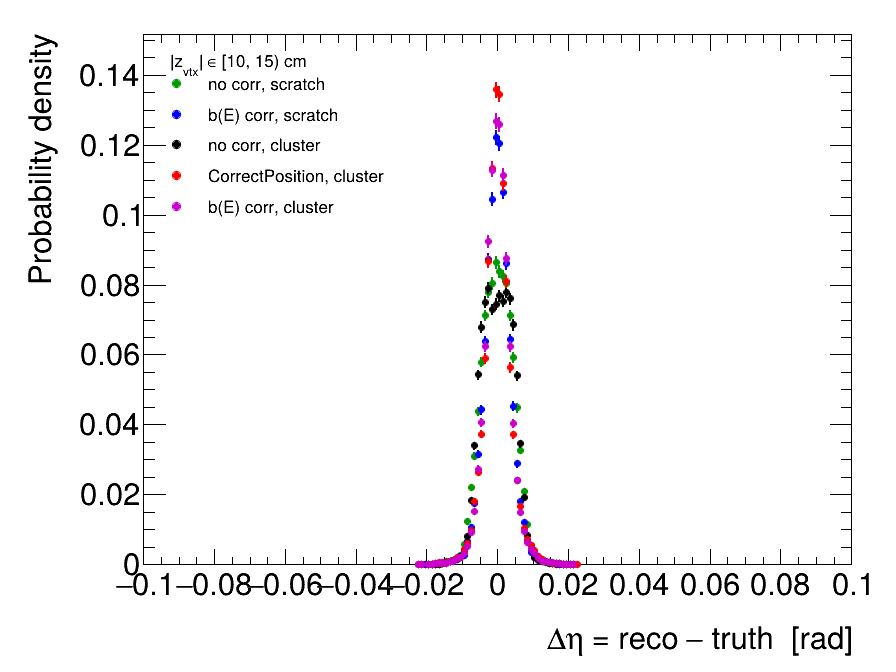 Probability density
|z_vtx| ∈ [10, 15) cm
no corr, scratch
b(E) corr, scratch
no corr, cluster
CorrectPosition, cluster
b(E) corr, cluster
0.14
0.12
0.1
0.08
0.06
0.04
0.02
0
−0.1 −0.08 −0.06 −0.04 −0.02 0 0.02 0.04 0.06 0.08 0.1
Δη = reco − truth [rad]